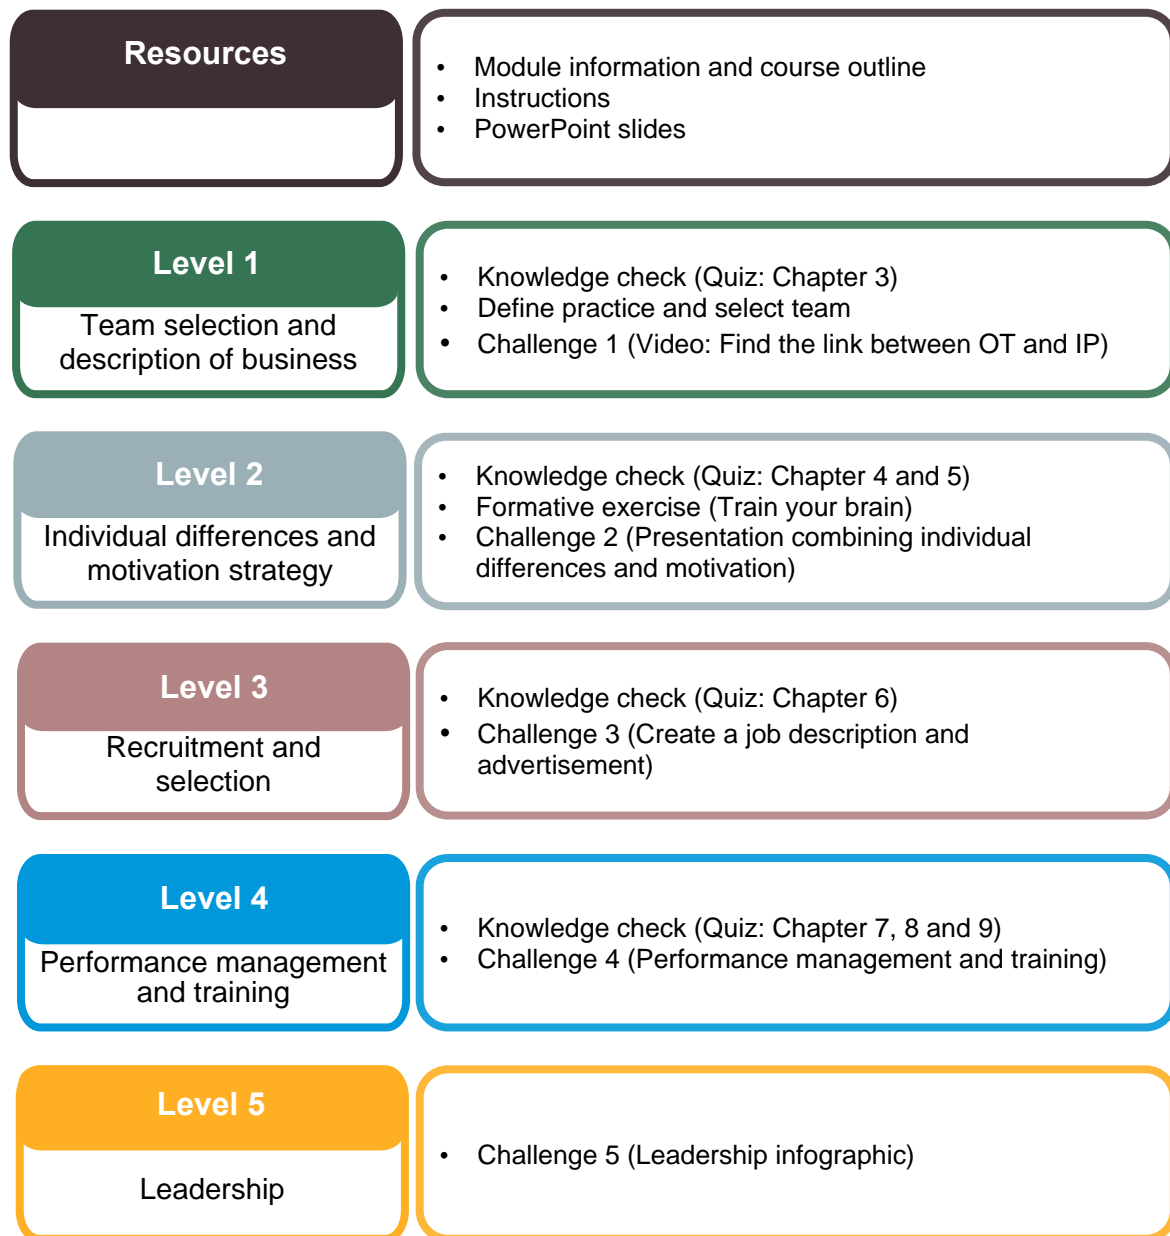 Resources
• Module information and course outline
• Instructions
• PowerPoint slides
Level 1
Team selection and
description of business
• Knowledge check (Quiz: Chapter 3)
• Define practice and select team
• Challenge 1 (Video: Find the link between OT and IP)
Level 2
Individual differences and
motivation strategy
• Knowledge check (Quiz: Chapter 4 and 5)
• Formative exercise (Train your brain)
• Challenge 2 (Presentation combining individual
differences and motivation)
Level 3
Recruitment and
selection
• Knowledge check (Quiz: Chapter 6)
• Challenge 3 (Create a job description and
advertisement)
Level 4
Performance management
and training
• Knowledge check (Quiz: Chapter 7, 8 and 9)
• Challenge 4 (Performance management and training)
Level 5
Leadership
• Challenge 5 (Leadership infographic)